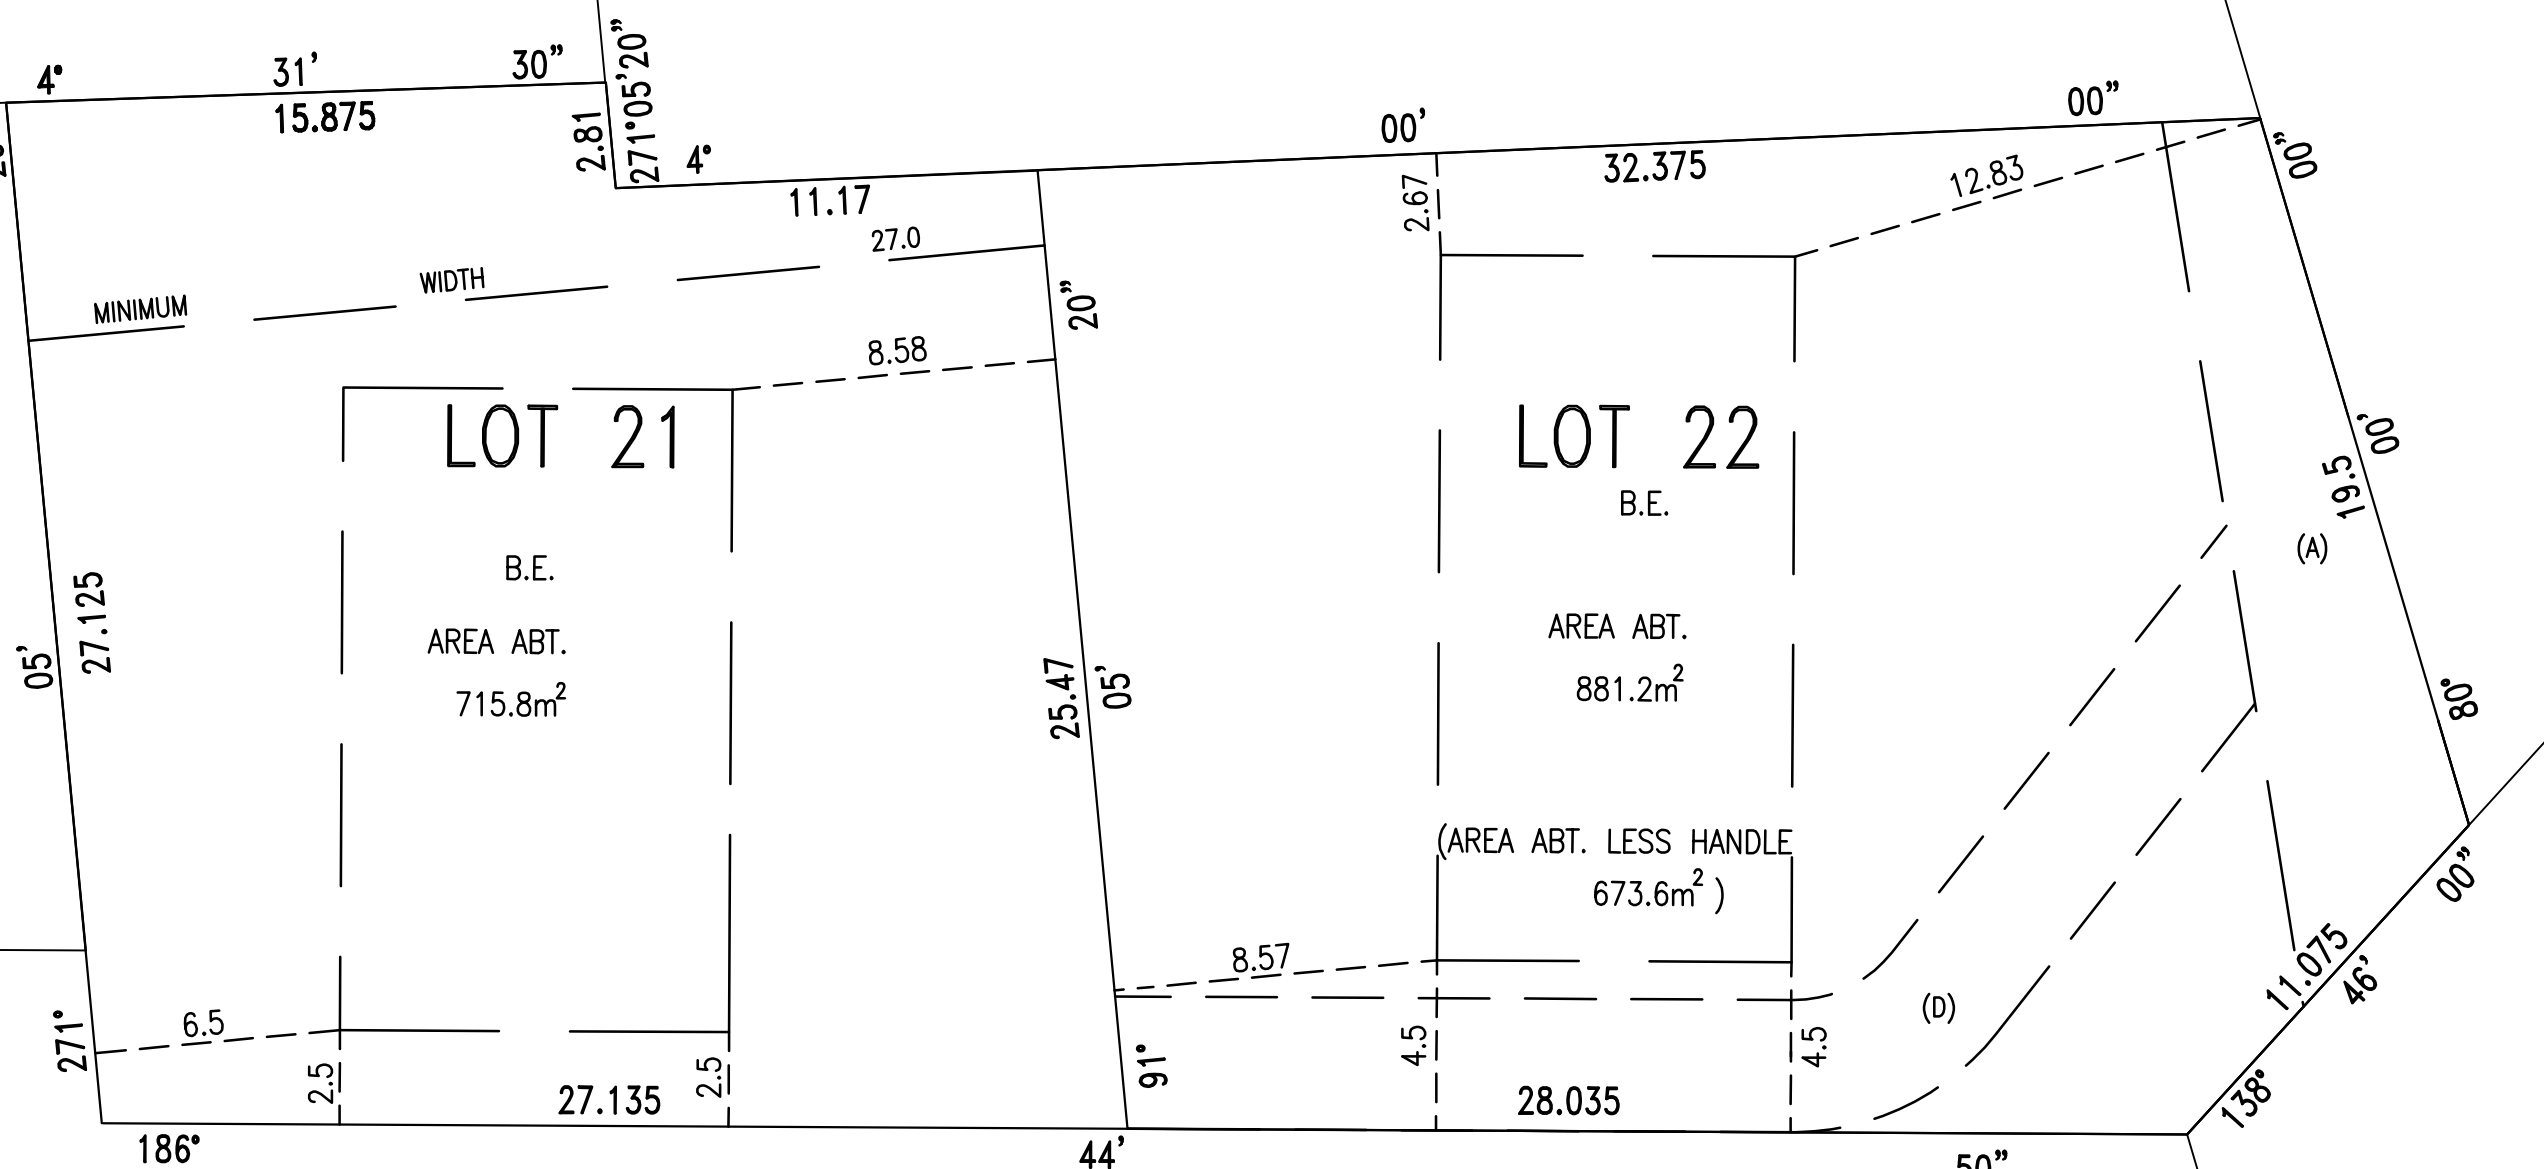 4° 31' 30"
15.875
2.81
271°05'20"
4° 00' 00"
11.17
32.375
2.67
12.83
27.0
MINIMUM WIDTH
8.58
20"
LOT 21
B.E.
AREA ABT.
715.8m²
27.125
05'
271°
6.5
2.5
2.5
27.135
25.47
05'
91°
LOT 22
B.E.
AREA ABT.
881.2m²
(AREA ABT. LESS HANDLE
673.6m²)
8.57
4.5
4.5
28.035
(D)
(A)
00"
00'
19.5
80°
00"
11.075
46'
138°
186° 44' 50"